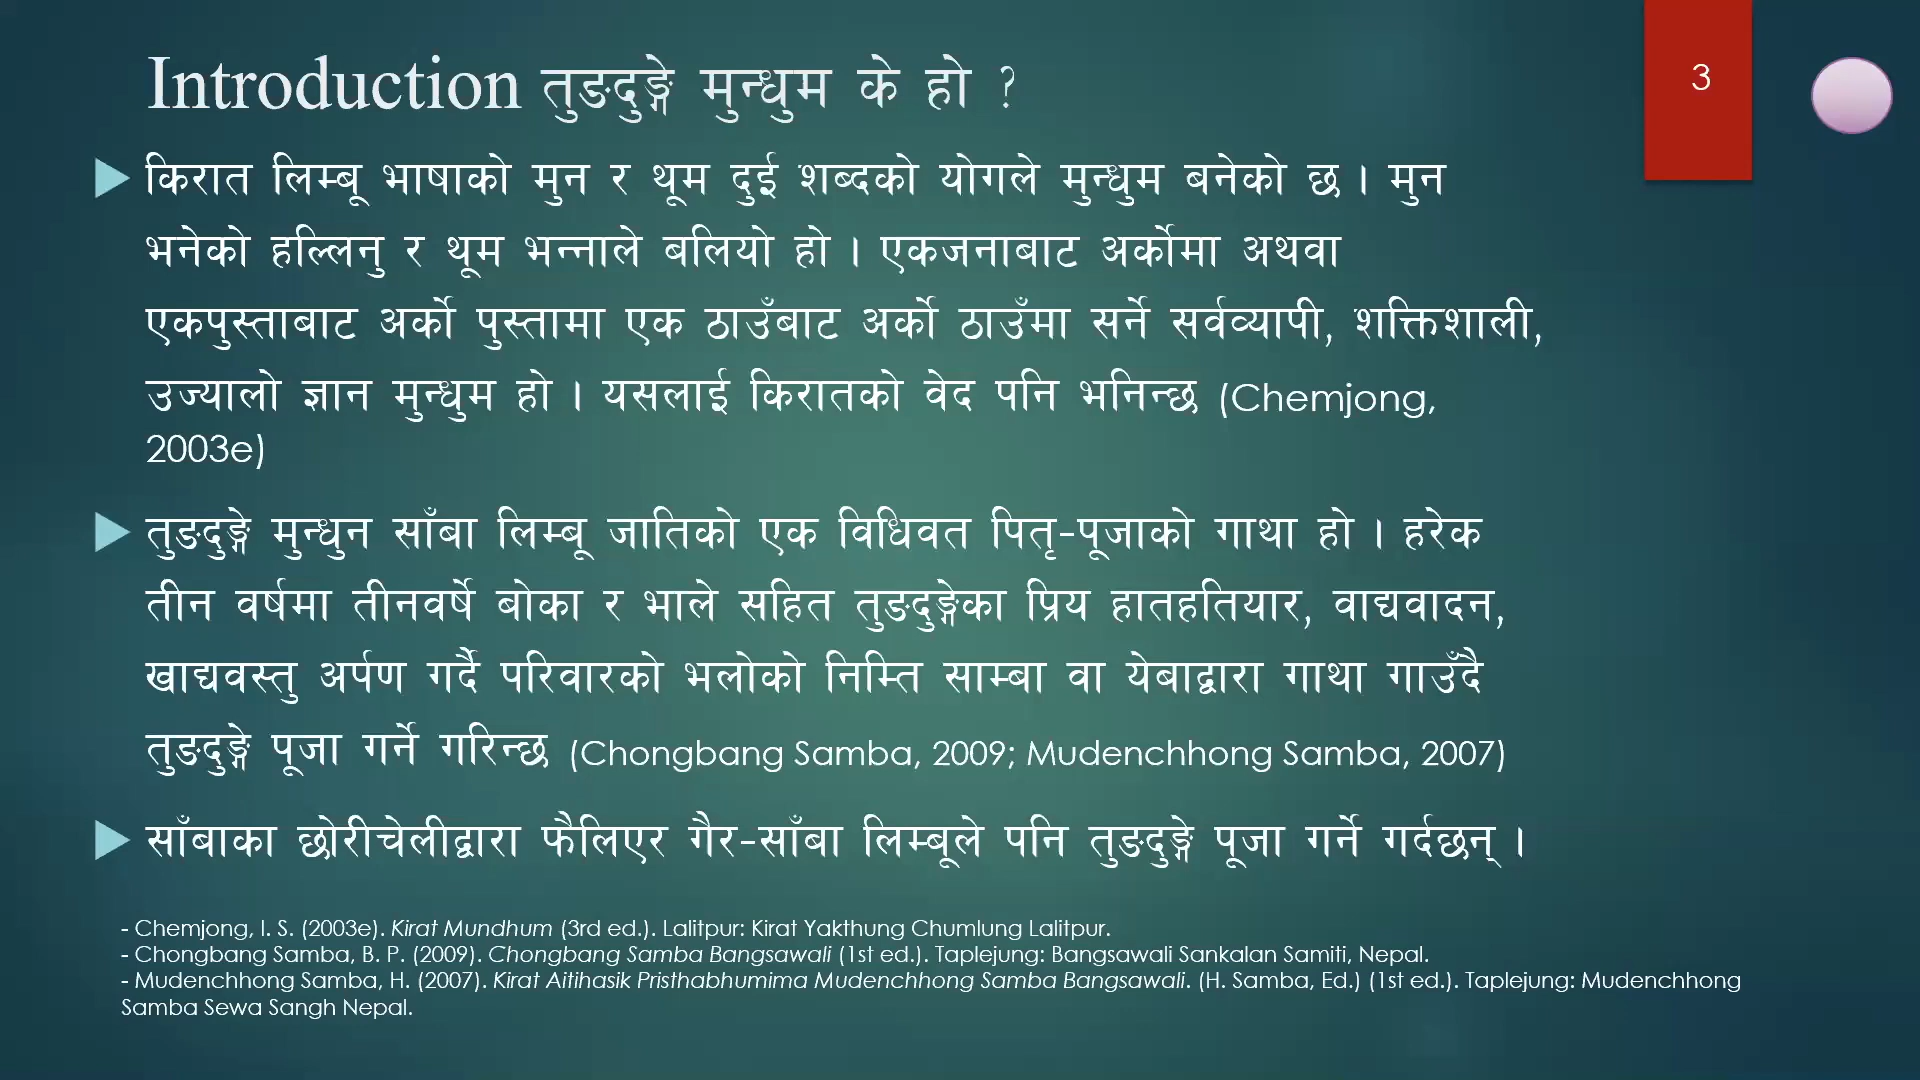 Introduction तुङदुङ्गे मुन्धुम के हो ?
3
किरात लिम्बू भाषाको मुन र थूम दुई शब्दको योगले मुन्धुम बनेको छ । मुन
भनेको हल्लिनु र थूम भन्नाले बलियो हो । एकजनाबाट अर्कोमा अथवा
एकपुस्ताबाट अर्को पुस्तामा एक ठाउँबाट अर्को ठाउँमा सर्ने सर्वव्यापी, शक्तिशाली,
उज्यालो ज्ञान मुन्धुम हो । यसलाई किरातको वेद पनि भनिन्छ (Chemjong,
2003e)
तुङदुङ्गे मुन्धुन साँबा लिम्बू जातिको एक विधिवत पितृ-पूजाको गाथा हो । हरेक
तीन वर्षमा तीनवर्षे बोका र भाले सहित तुङदुङ्गेका प्रिय हातहतियार, वाद्यवादन,
खाद्यवस्तु अर्पण गर्दै परिवारको भलोको निम्ति साम्बा वा येबाद्वारा गाथा गाउँदै
तुङदुङ्गे पूजा गर्ने गरिन्छ (Chongbang Samba, 2009; Mudenchhong Samba, 2007)
साँबाका छोरीचेलीद्वारा फैलिएर गैर-साँबा लिम्बूले पनि तुङदुङ्गे पूजा गर्ने गर्दछन् ।
- Chemjong, I. S. (2003e). Kirat Mundhum (3rd ed.). Lalitpur: Kirat Yakthung Chumlung Lalitpur.
- Chongbang Samba, B. P. (2009). Chongbang Samba Bangsawali (1st ed.). Taplejung: Bangsawali Sankalan Samiti, Nepal.
- Mudenchhong Samba, H. (2007). Kirat Aitihasik Pristhabhumima Mudenchhong Samba Bangsawali. (H. Samba, Ed.) (1st ed.). Taplejung: Mudenchhong
Samba Sewa Sangh Nepal.